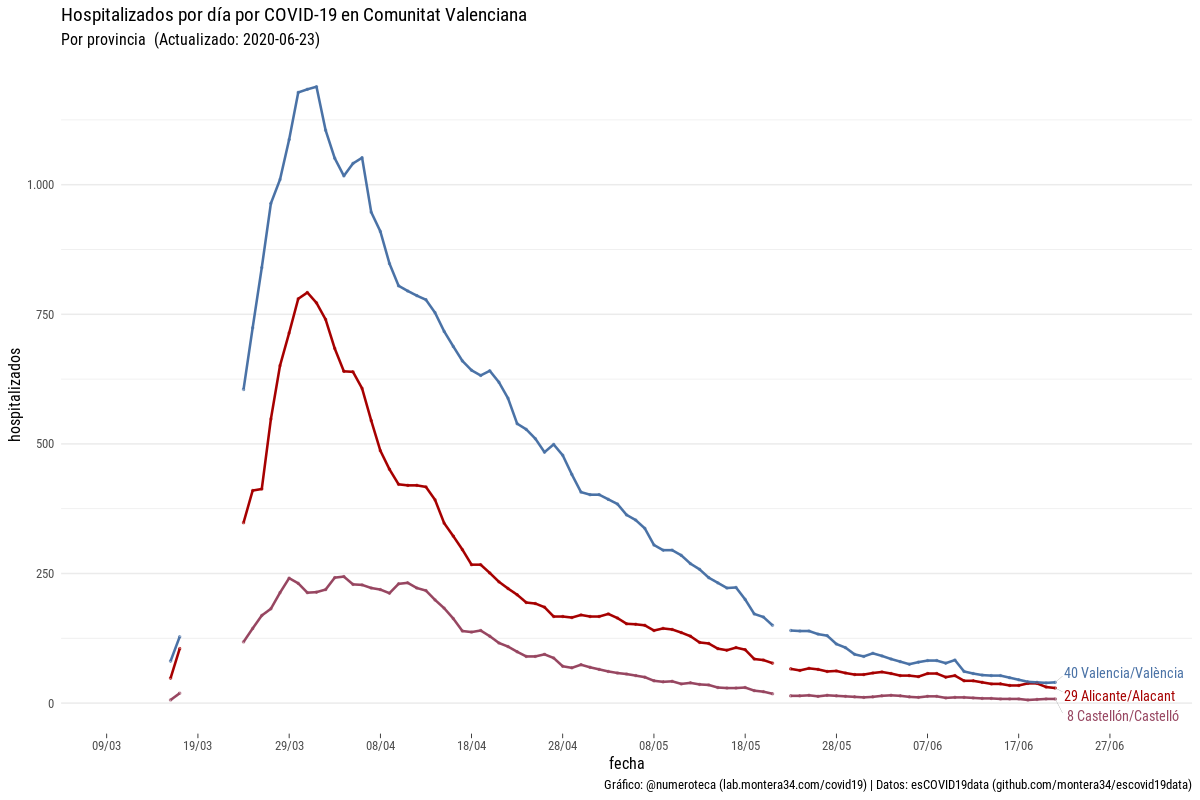 Hospitalizados por día por COVID-19 en Comunitat Valenciana
Por provincia (Actualizado: 2020-06-23)
hospitalizados
1.000
750
500
250
0
40 Valencia/València
29 Alicante/Alacant
8 Castellón/Castelló
09/03 19/03 29/03 08/04 18/04 28/04 08/05 18/05 28/05 07/06 17/06 27/06
fecha
Gráfico: @numeroteca (lab.montera34.com/covid19) | Datos: esCOVID19data (github.com/montera34/escovid19data)